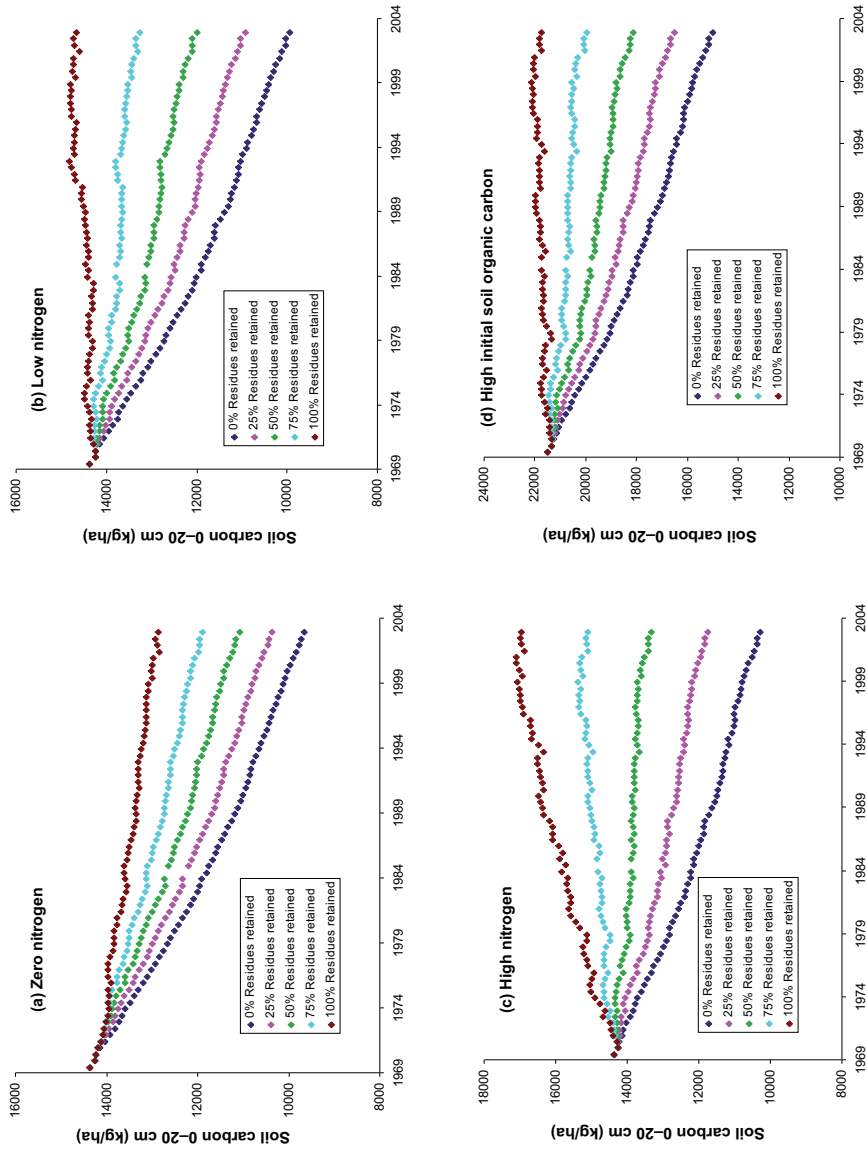 (a) Zero nitrogen
Soil carbon 0–20 cm (kg/ha)
16000
14000
12000
10000
8000
1969
1974
1979
1984
1989
1994
1999
2004
0% Residues retained
25% Residues retained
50% Residues retained
75% Residues retained
100% Residues retained
(b) Low nitrogen
Soil carbon 0–20 cm (kg/ha)
16000
14000
12000
10000
8000
1969
1974
1979
1984
1989
1994
1999
2004
0% Residues retained
25% Residues retained
50% Residues retained
75% Residues retained
100% Residues retained
(c) High nitrogen
Soil carbon 0–20 cm (kg/ha)
18000
16000
14000
12000
10000
8000
1969
1974
1979
1984
1989
1994
1999
2004
0% Residues retained
25% Residues retained
50% Residues retained
75% Residues retained
100% Residues retained
(d) High initial soil organic carbon
Soil carbon 0–20 cm (kg/ha)
24000
22000
20000
18000
16000
14000
12000
10000
1969
1974
1979
1984
1989
1994
1999
2004
0% Residues retained
25% Residues retained
50% Residues retained
75% Residues retained
100% Residues retained